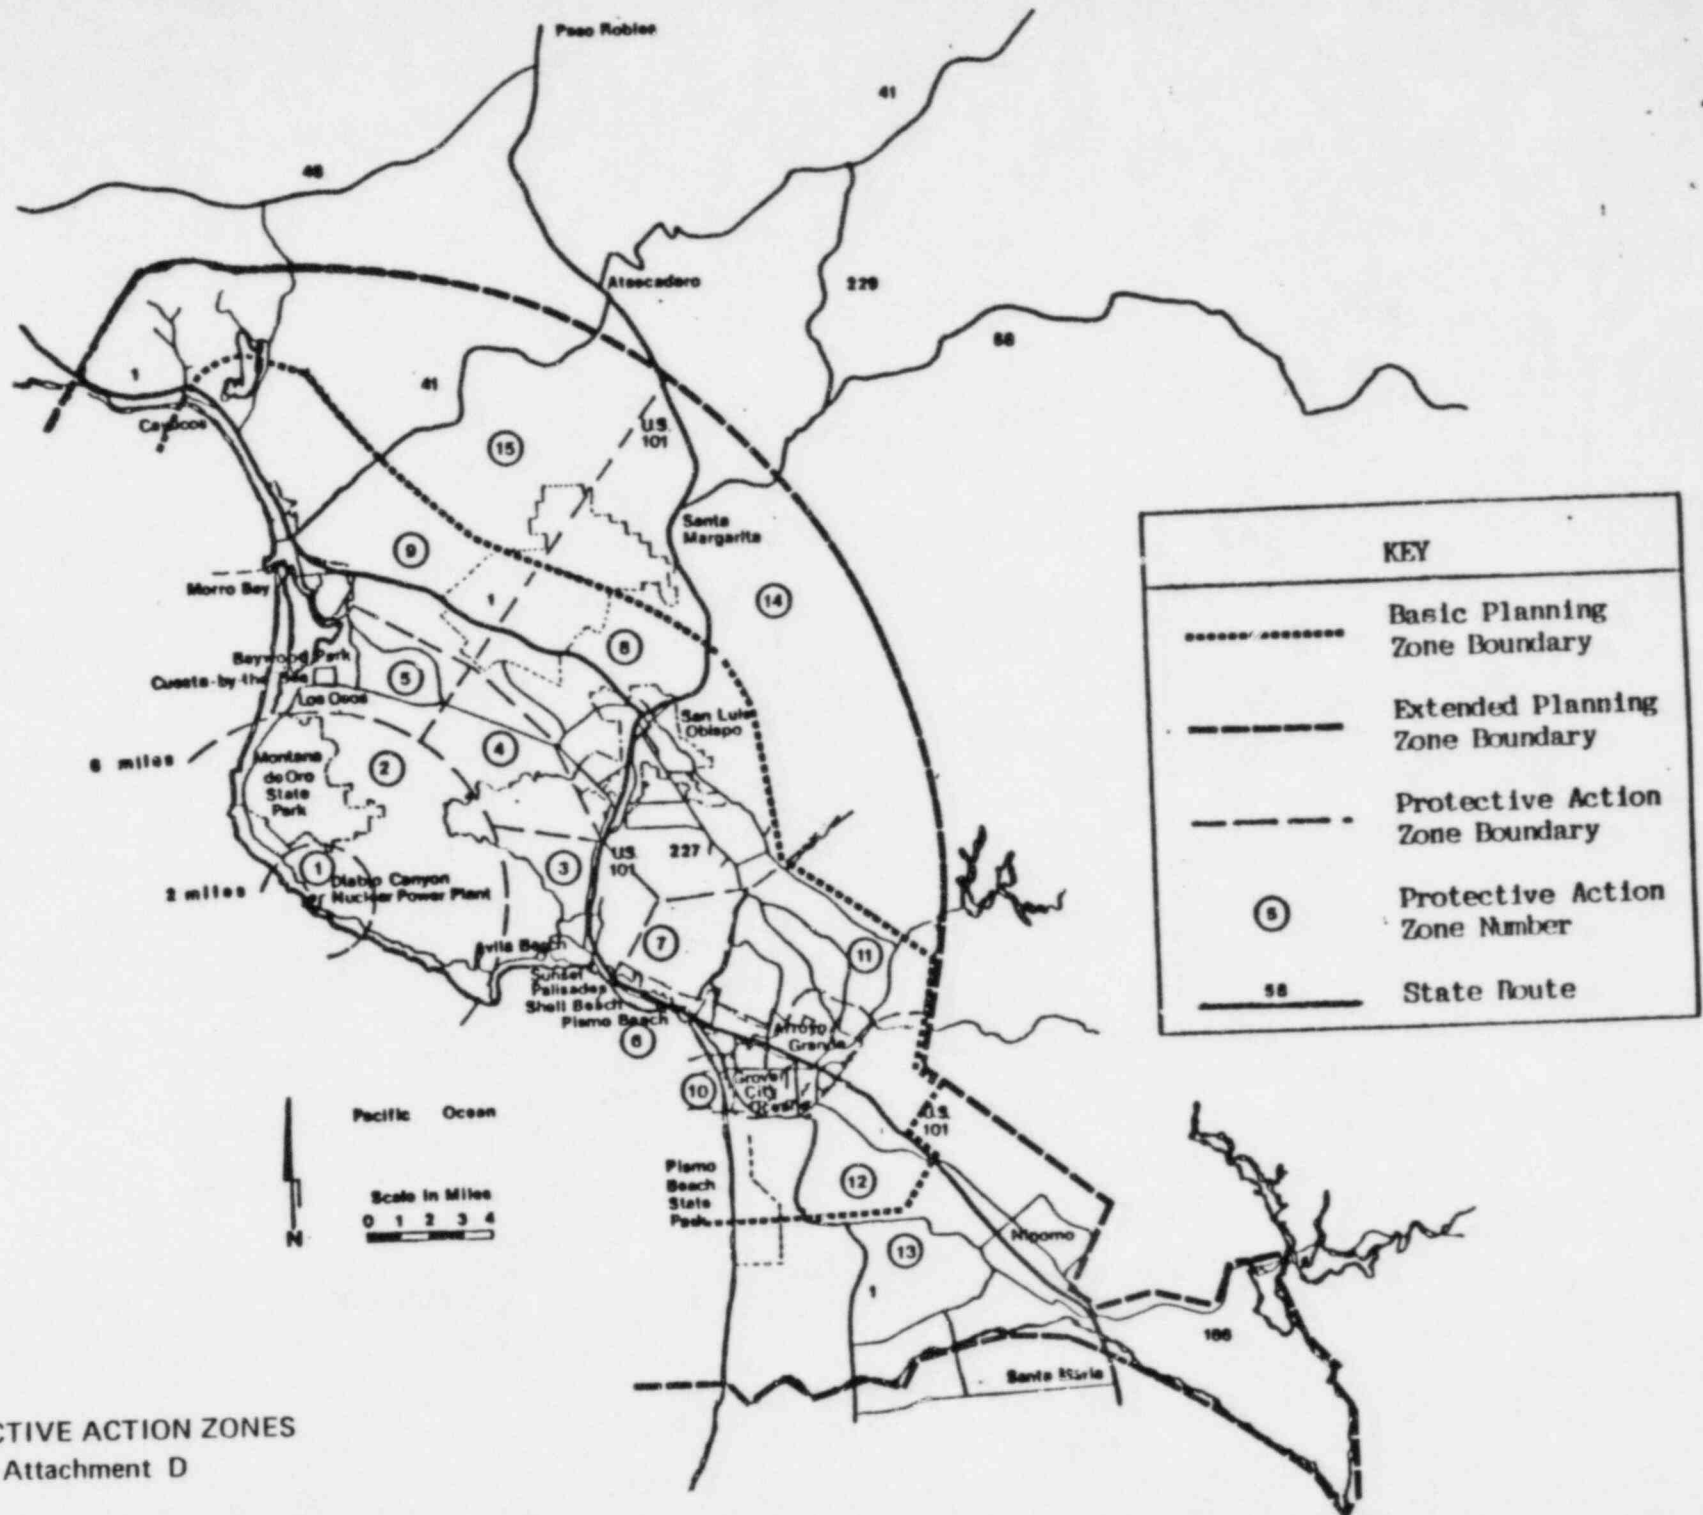 Paso Robles
41
46
Atascadero
229
58
1
41
Cayucos
U.S.
101
15
Santa
Margarita
9
14
Morro Bay
1
8
Baywood Park
Cuesta-by-the Sea
5
Los Osos
San Luis
Obispo
6 miles
4
Montana
de Oro
State
Park
2
1
2 miles
Diablo Canyon
Nuclear Power Plant
3
U.S.
101
227
Avila Beach
7
11
Sunset
Palisades
Shell Beach
Pismo Beach
6
Arroyo
Grande
10
Grover
City
Oceano
U.S.
101
Pacific Ocean
Scale in Miles
0 1 2 3 4
N
Pismo
Beach
State
Park
12
13
Nipomo
1
166
Santa Maria
KEY
Basic Planning
Zone Boundary
Extended Planning
Zone Boundary
Protective Action
Zone Boundary
5
Protective Action
Zone Number
58
State Route
CTIVE ACTION ZONES
Attachment D